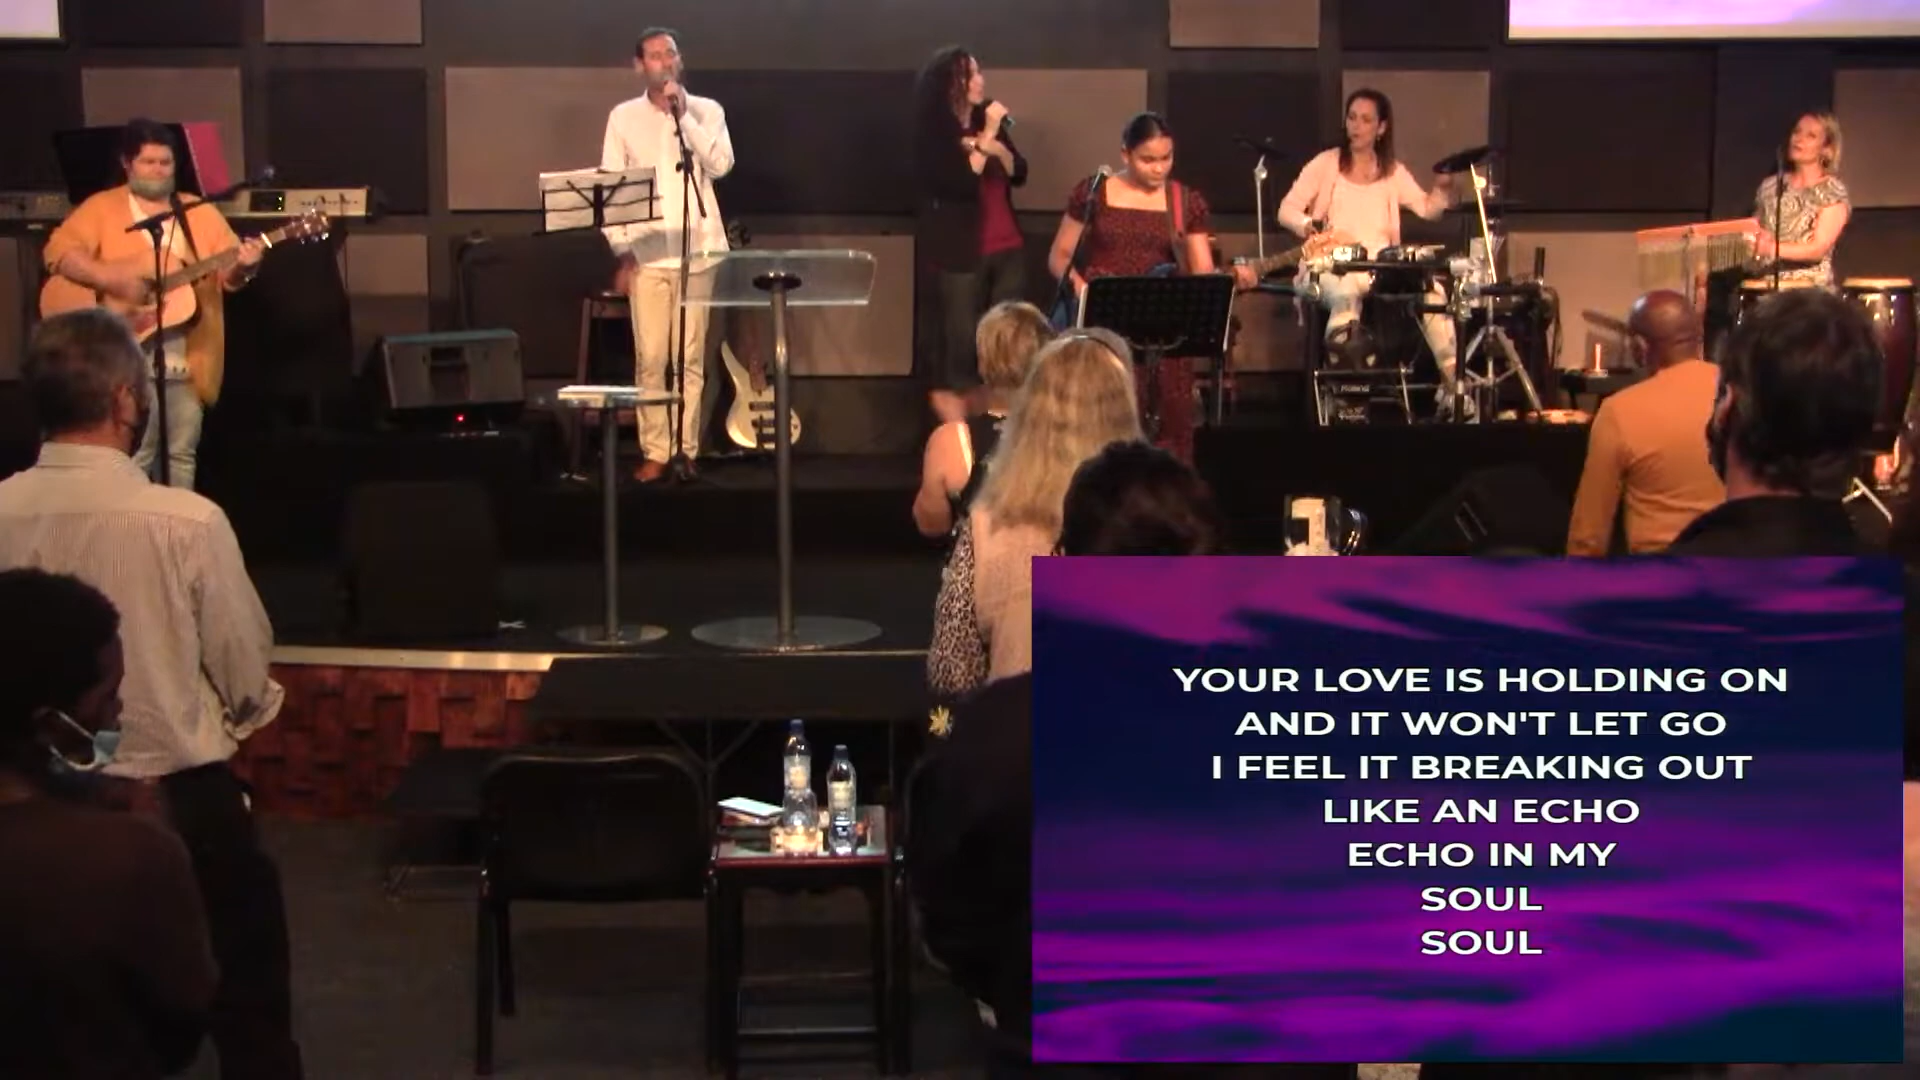 YOUR LOVE IS HOLDING ON
AND IT WON'T LET GO
I FEEL IT BREAKING OUT
LIKE AN ECHO
ECHO IN MY
SOUL
SOUL